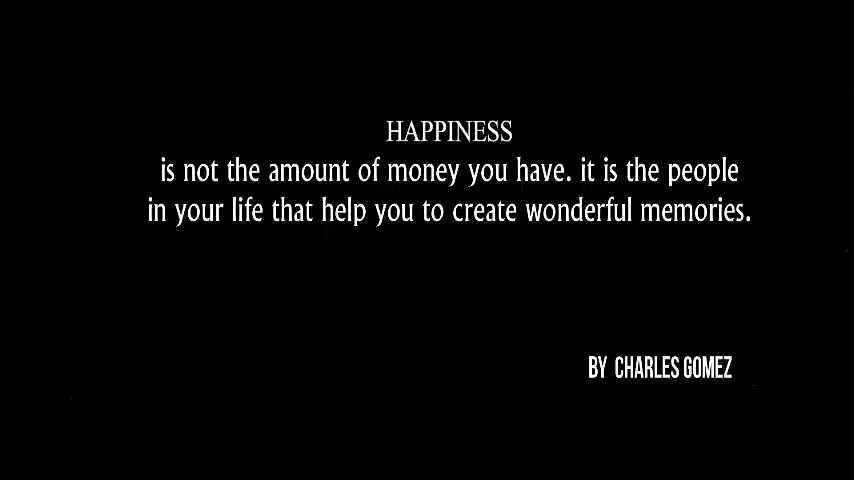 HAPPINESS
is not the amount of money you have. it is the people
in your life that help you to create wonderful memories.
BY CHARLES GOMEZ